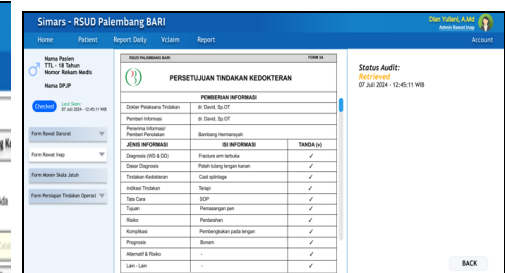 Simars - RSUD Palembang BARI
Dian Yuliani, A.Md
Admin Rawat Inap
Home Patient Report Daily Vclaim Report Account
Nama Pasien
TTL - 18 Tahun
Nomor Rekam Medis
Nama DPJP
Checked
Last Seen:
07 Juli 2024 - 12:45:11 WIB
Form Rawat Darurat
Form Rawat Inap
Form Monev Skala Jatuh
Form Persiapan Tindakan Operasi
RSUD PALEMBANG BARI
PERSETUJUAN TINDAKAN KEDOKTERAN
PEMBERIAN INFORMASI
Dokter Pelaksana Tindakan dr. David, Sp.OT
Pemberi Informasi dr. David, Sp.OT
Penerima Informasi/
Pemberi Penolakan Bambang Hermansyah
JENIS INFORMASI ISI INFORMASI TANDA (v)
Diagnosis (WD & DD) Fracture arm terbuka ✓
Dasar Diagnosis Patah tulang lengan kanan ✓
Tindakan Kedokteran Cast splintage ✓
Indikasi Tindakan Terapi ✓
Tata Cara SOP ✓
Tujuan Pemasangan pen ✓
Risiko Perdarahan ✓
Komplikasi Pembengkakan pada lengan ✓
Prognosis Bonam ✓
Alternatif & Risiko - ✓
Lain - Lain - ✓
Status Audit:
Retrieved
07 Juli 2024 - 12:45:11 WIB
BACK